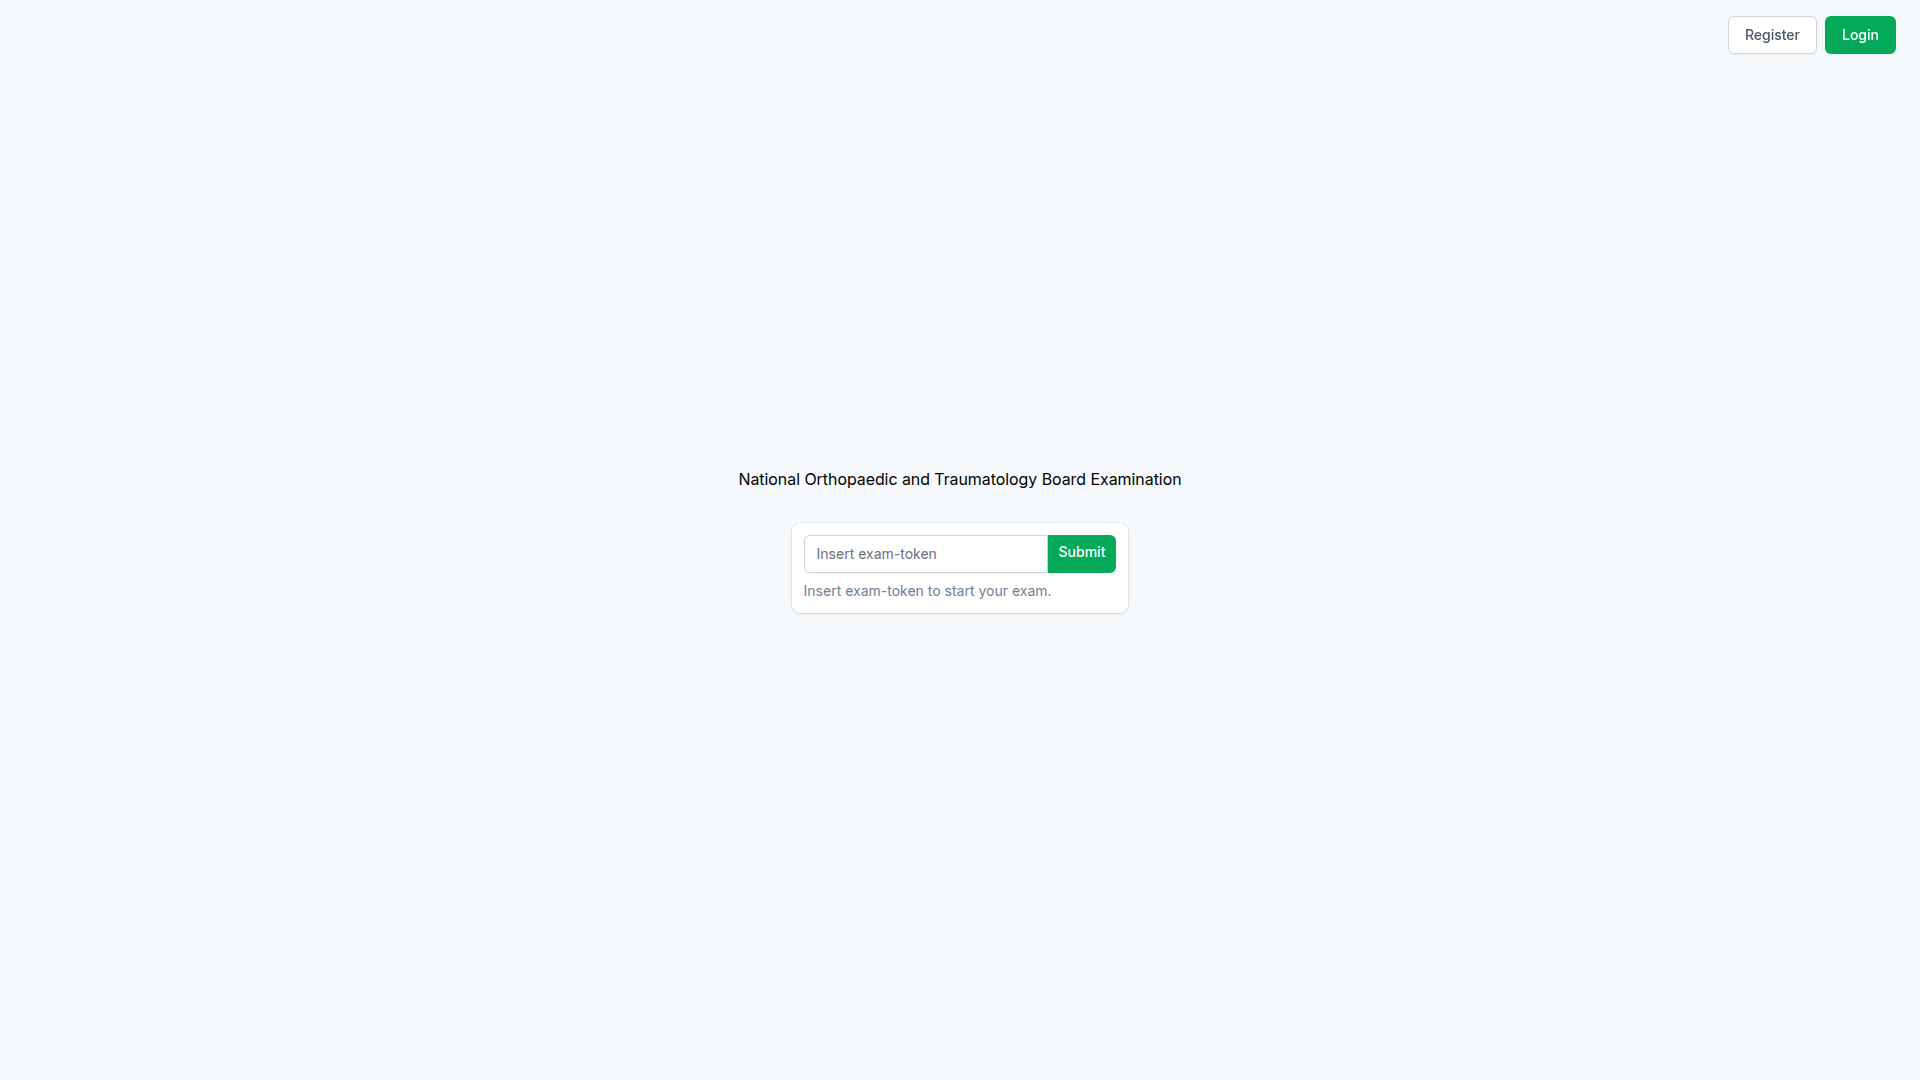 Register
Login
National Orthopaedic and Traumatology Board Examination
Insert exam-token
Submit
Insert exam-token to start your exam.